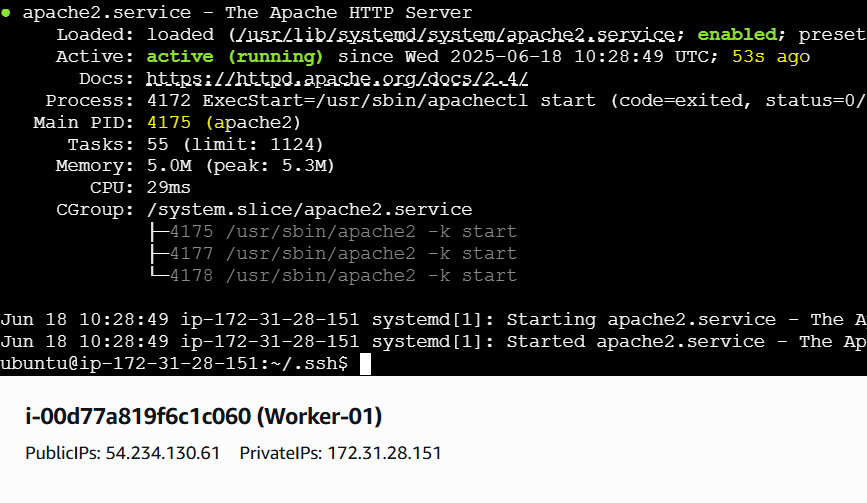 ● apache2.service - The Apache HTTP Server
Loaded: loaded (/usr/lib/systemd/system/apache2.service; enabled; preset
Active: active (running) since Wed 2025-06-18 10:28:49 UTC; 53s ago
Docs: https://httpd.apache.org/docs/2.4/
Process: 4172 ExecStart=/usr/sbin/apachectl start (code=exited, status=0/
Main PID: 4175 (apache2)
Tasks: 55 (limit: 1124)
Memory: 5.0M (peak: 5.3M)
CPU: 29ms
CGroup: /system.slice/apache2.service
├─4175 /usr/sbin/apache2 -k start
├─4177 /usr/sbin/apache2 -k start
└─4178 /usr/sbin/apache2 -k start
Jun 18 10:28:49 ip-172-31-28-151 systemd[1]: Starting apache2.service - The A
Jun 18 10:28:49 ip-172-31-28-151 systemd[1]: Started apache2.service - The Ap
ubuntu@ip-172-31-28-151:~/.ssh$
i-00d77a819f6c1c060 (Worker-01)
PublicIPs: 54.234.130.61 PrivateIPs: 172.31.28.151